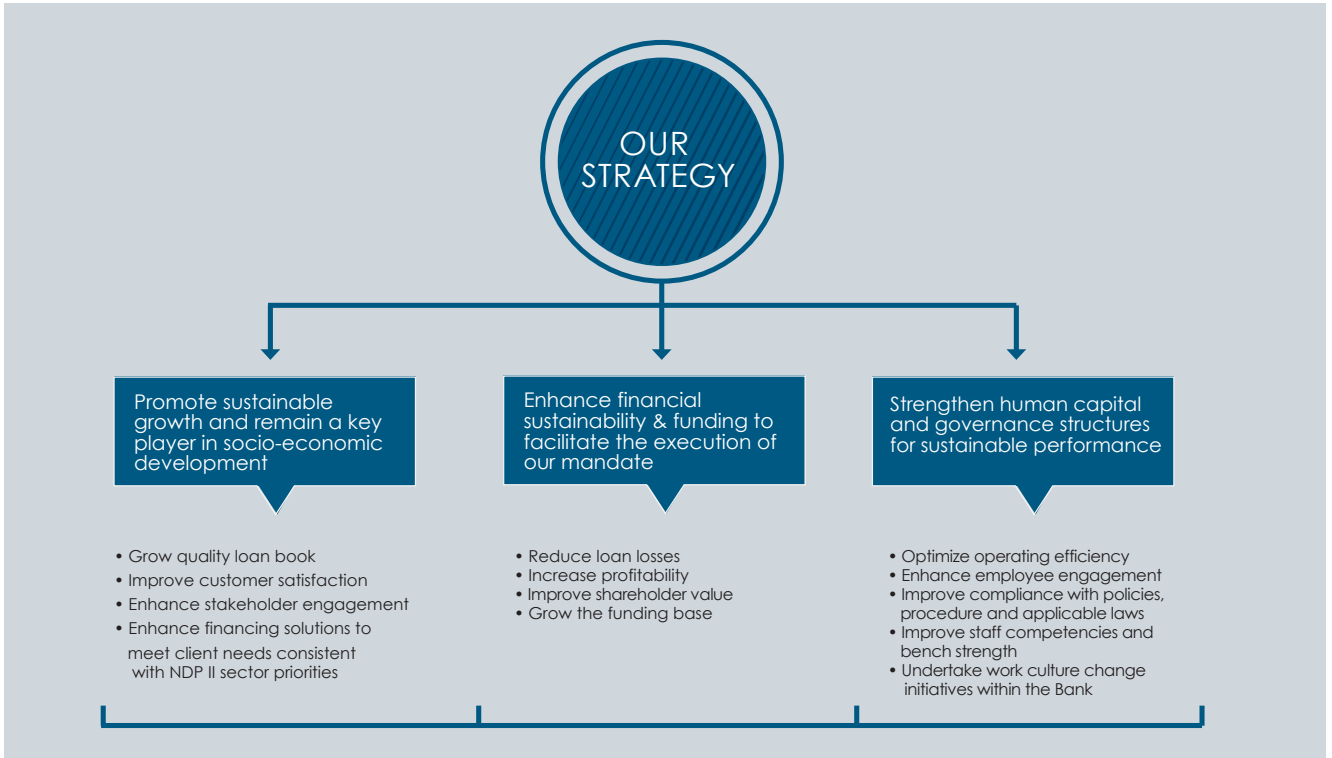 OUR
STRATEGY
Promote sustainable
growth and remain a key
player in socio-economic
development
• Grow quality loan book
• Improve customer satisfaction
• Enhance stakeholder engagement
• Enhance financing solutions to
meet client needs consistent
with NDP II sector priorities
Enhance financial
sustainability & funding to
facilitate the execution of
our mandate
• Reduce loan losses
• Increase profitability
• Improve shareholder value
• Grow the funding base
Strengthen human capital
and governance structures
for sustainable performance
• Optimize operating efficiency
• Enhance employee engagement
• Improve compliance with policies,
procedure and applicable laws
• Improve staff competencies and
bench strength
• Undertake work culture change
initiatives within the Bank